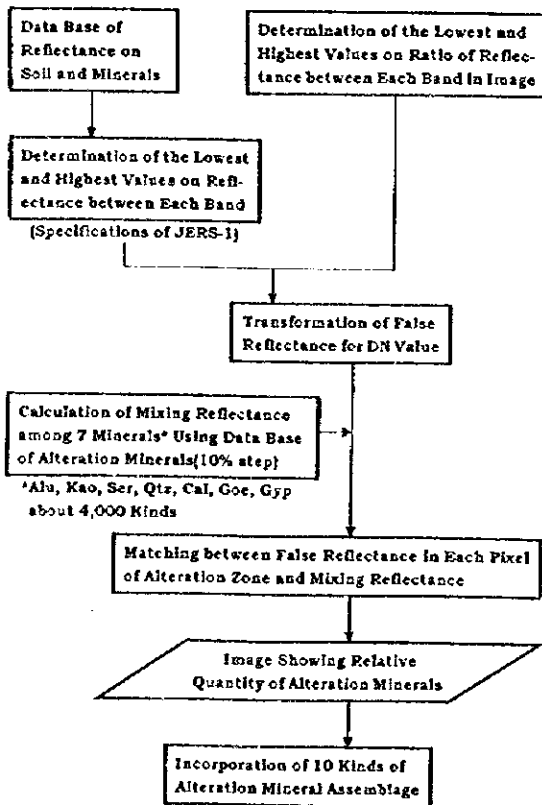 Data Base of
Reflectance on
Soil and Minerals
Determination of the Lowest and
Highest Values on Ratio of Reflec-
tance between Each Band in Image
Determination of the Lowest
and Highest Values on Refl-
ectance between Each Band
(Specifications of JERS-1)
Transformation of False
Reflectance for DN Value
Calculation of Mixing Reflectance
among 7 Minerals* Using Data Base
of Alteration Minerals(10% step)
*Alu, Kao, Ser, Qtz, Cal, Goe, Gyp
about 4,000 Kinds
Matching between False Reflectance in Each Pixel
of Alteration Zone and Mixing Reflectance
Image Showing Relative
Quantity of Alteration Minerals
Incorporation of 10 Kinds of
Alteration Mineral Assemblage